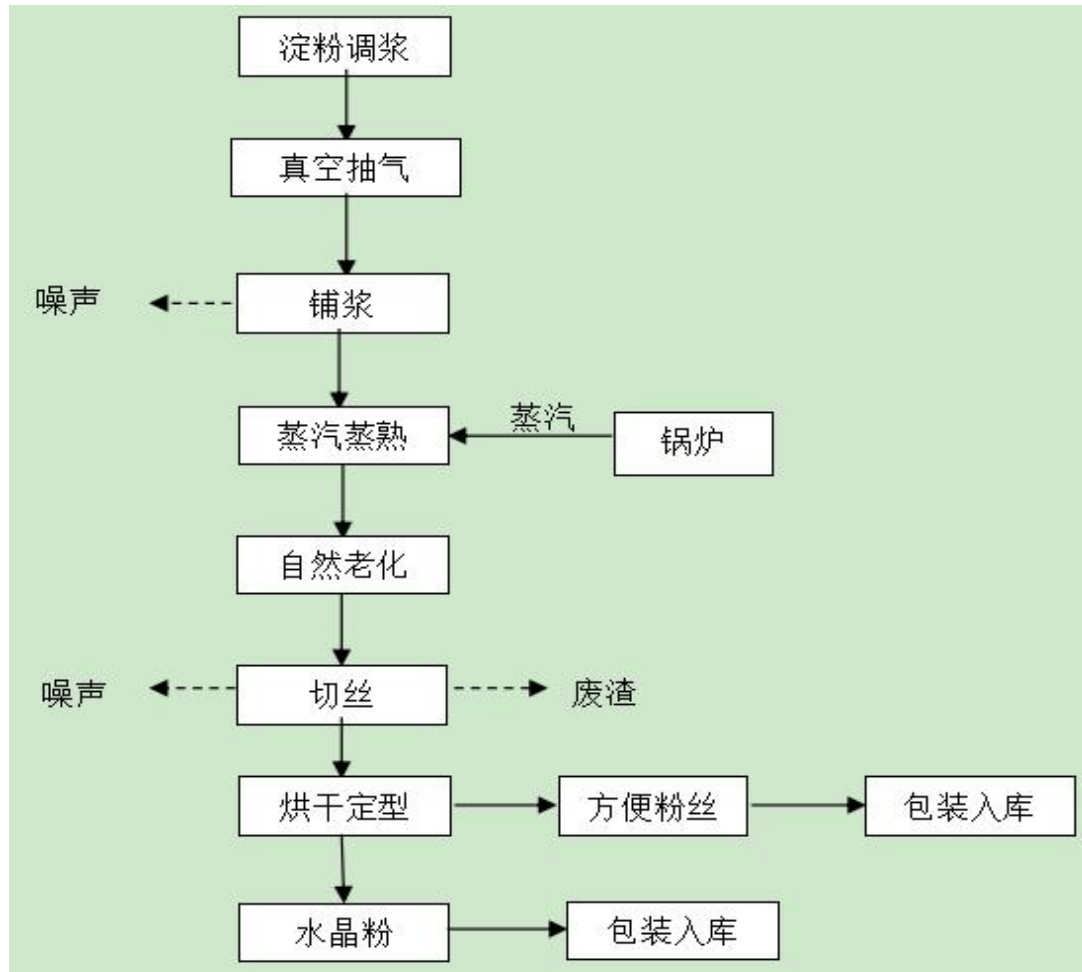 淀粉调浆
真空抽气
噪声
铺浆
蒸汽蒸熟
蒸汽
锅炉
自然老化
噪声
切丝
废渣
烘干定型
方便粉丝
包装入库
水晶粉
包装入库